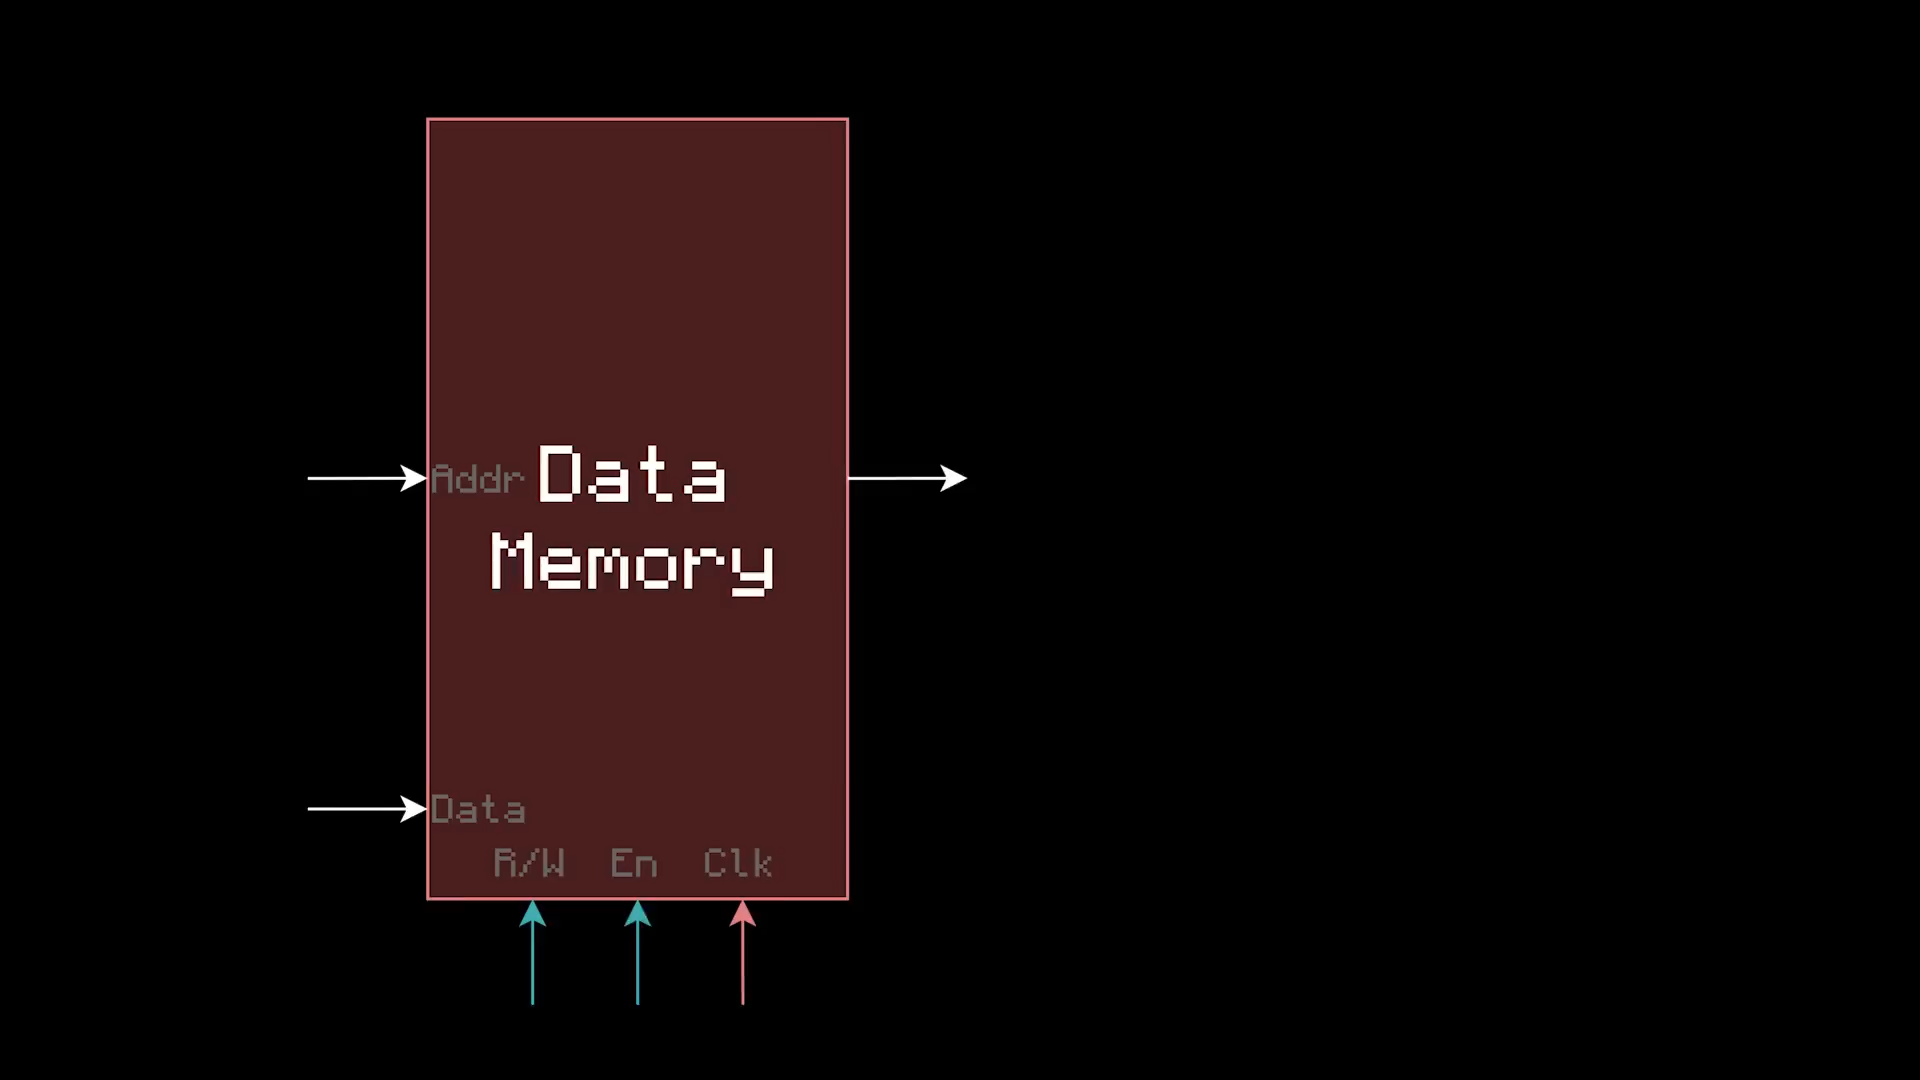 Addr
Data
Memory
Data
R/W En Clk